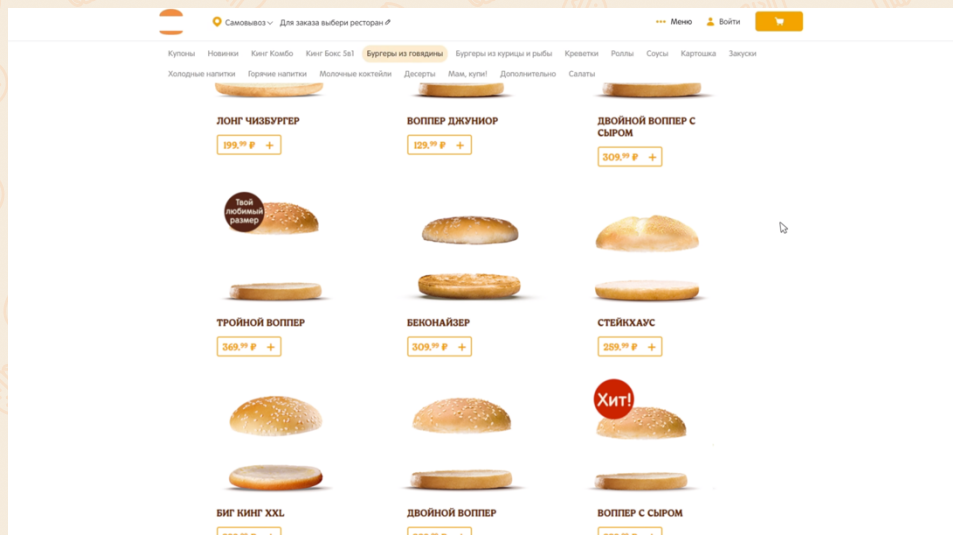 Самовывоз Для заказа выбери ресторан ••• Меню Войти
Купоны Новинки Кинг Комбо Кинг Бокс 5в1 Бургеры из говядины Бургеры из курицы и рыбы Креветки Роллы Соусы Картошка Закуски
Холодные напитки Горячие напитки Молочные коктейли Десерты Мам, купи! Дополнительно Салаты
ЛОНГ ЧИЗБУРГЕР
199.99 ₽ +
ВОППЕР ДЖУНИОР
129.99 ₽ +
ДВОЙНОЙ ВОППЕР С
СЫРОМ
309.99 ₽ +
Твой
любимый
размер
ТРОЙНОЙ ВОППЕР
369.99 ₽ +
БЕКОНАЙЗЕР
309.99 ₽ +
СТЕЙКХАУС
259.99 ₽ +
БИГ КИНГ XXL
ДВОЙНОЙ ВОППЕР
Хит!
ВОППЕР С СЫРОМ